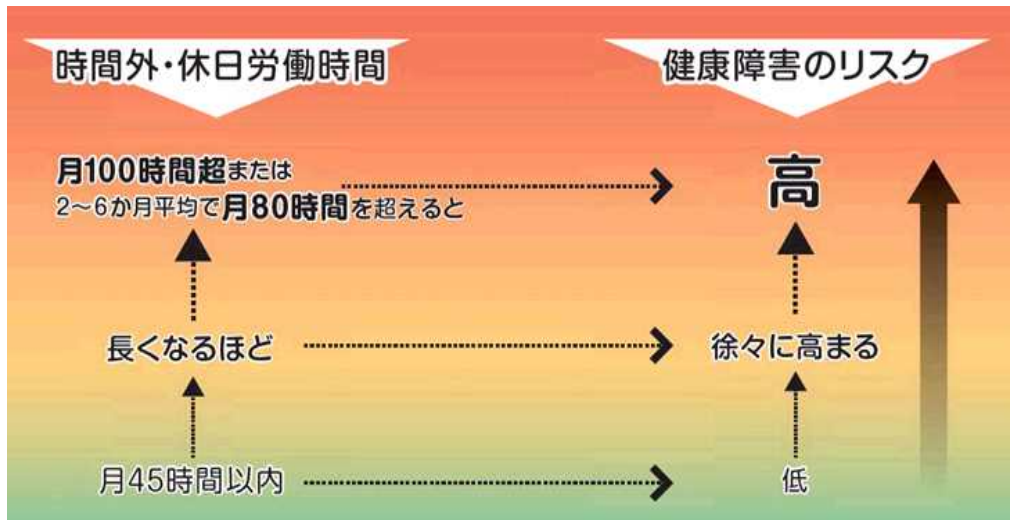 時間外・休日労働時間
健康障害のリスク
月100時間超または
2〜6か月平均で月80時間を超えると
高
長くなるほど
徐々に高まる
月45時間以内
低